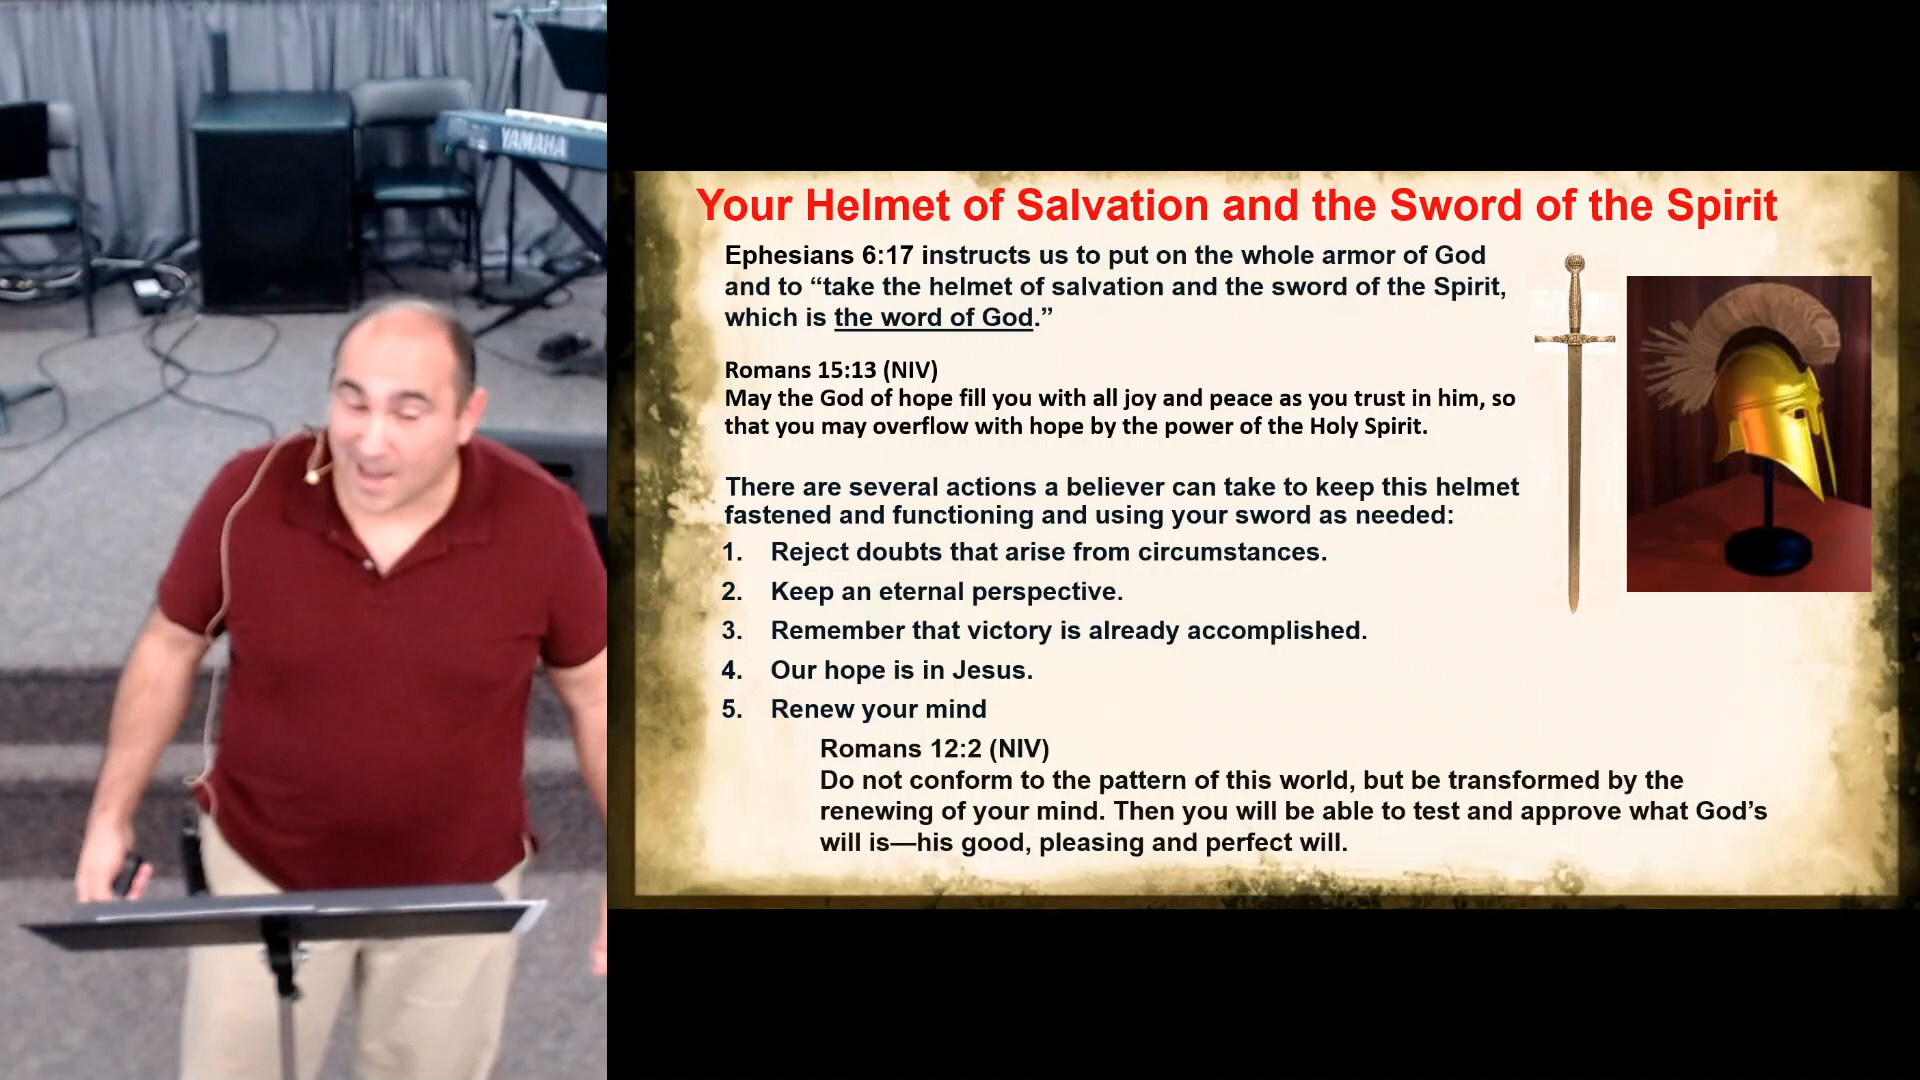 YAMAHA
Your Helmet of Salvation and the Sword of the Spirit
Ephesians 6:17 instructs us to put on the whole armor of God
and to “take the helmet of salvation and the sword of the Spirit,
which is the word of God.”
Romans 15:13 (NIV)
May the God of hope fill you with all joy and peace as you trust in him, so
that you may overflow with hope by the power of the Holy Spirit.
There are several actions a believer can take to keep this helmet
fastened and functioning and using your sword as needed:
1. Reject doubts that arise from circumstances.
2. Keep an eternal perspective.
3. Remember that victory is already accomplished.
4. Our hope is in Jesus.
5. Renew your mind
Romans 12:2 (NIV)
Do not conform to the pattern of this world, but be transformed by the
renewing of your mind. Then you will be able to test and approve what God’s
will is—his good, pleasing and perfect will.